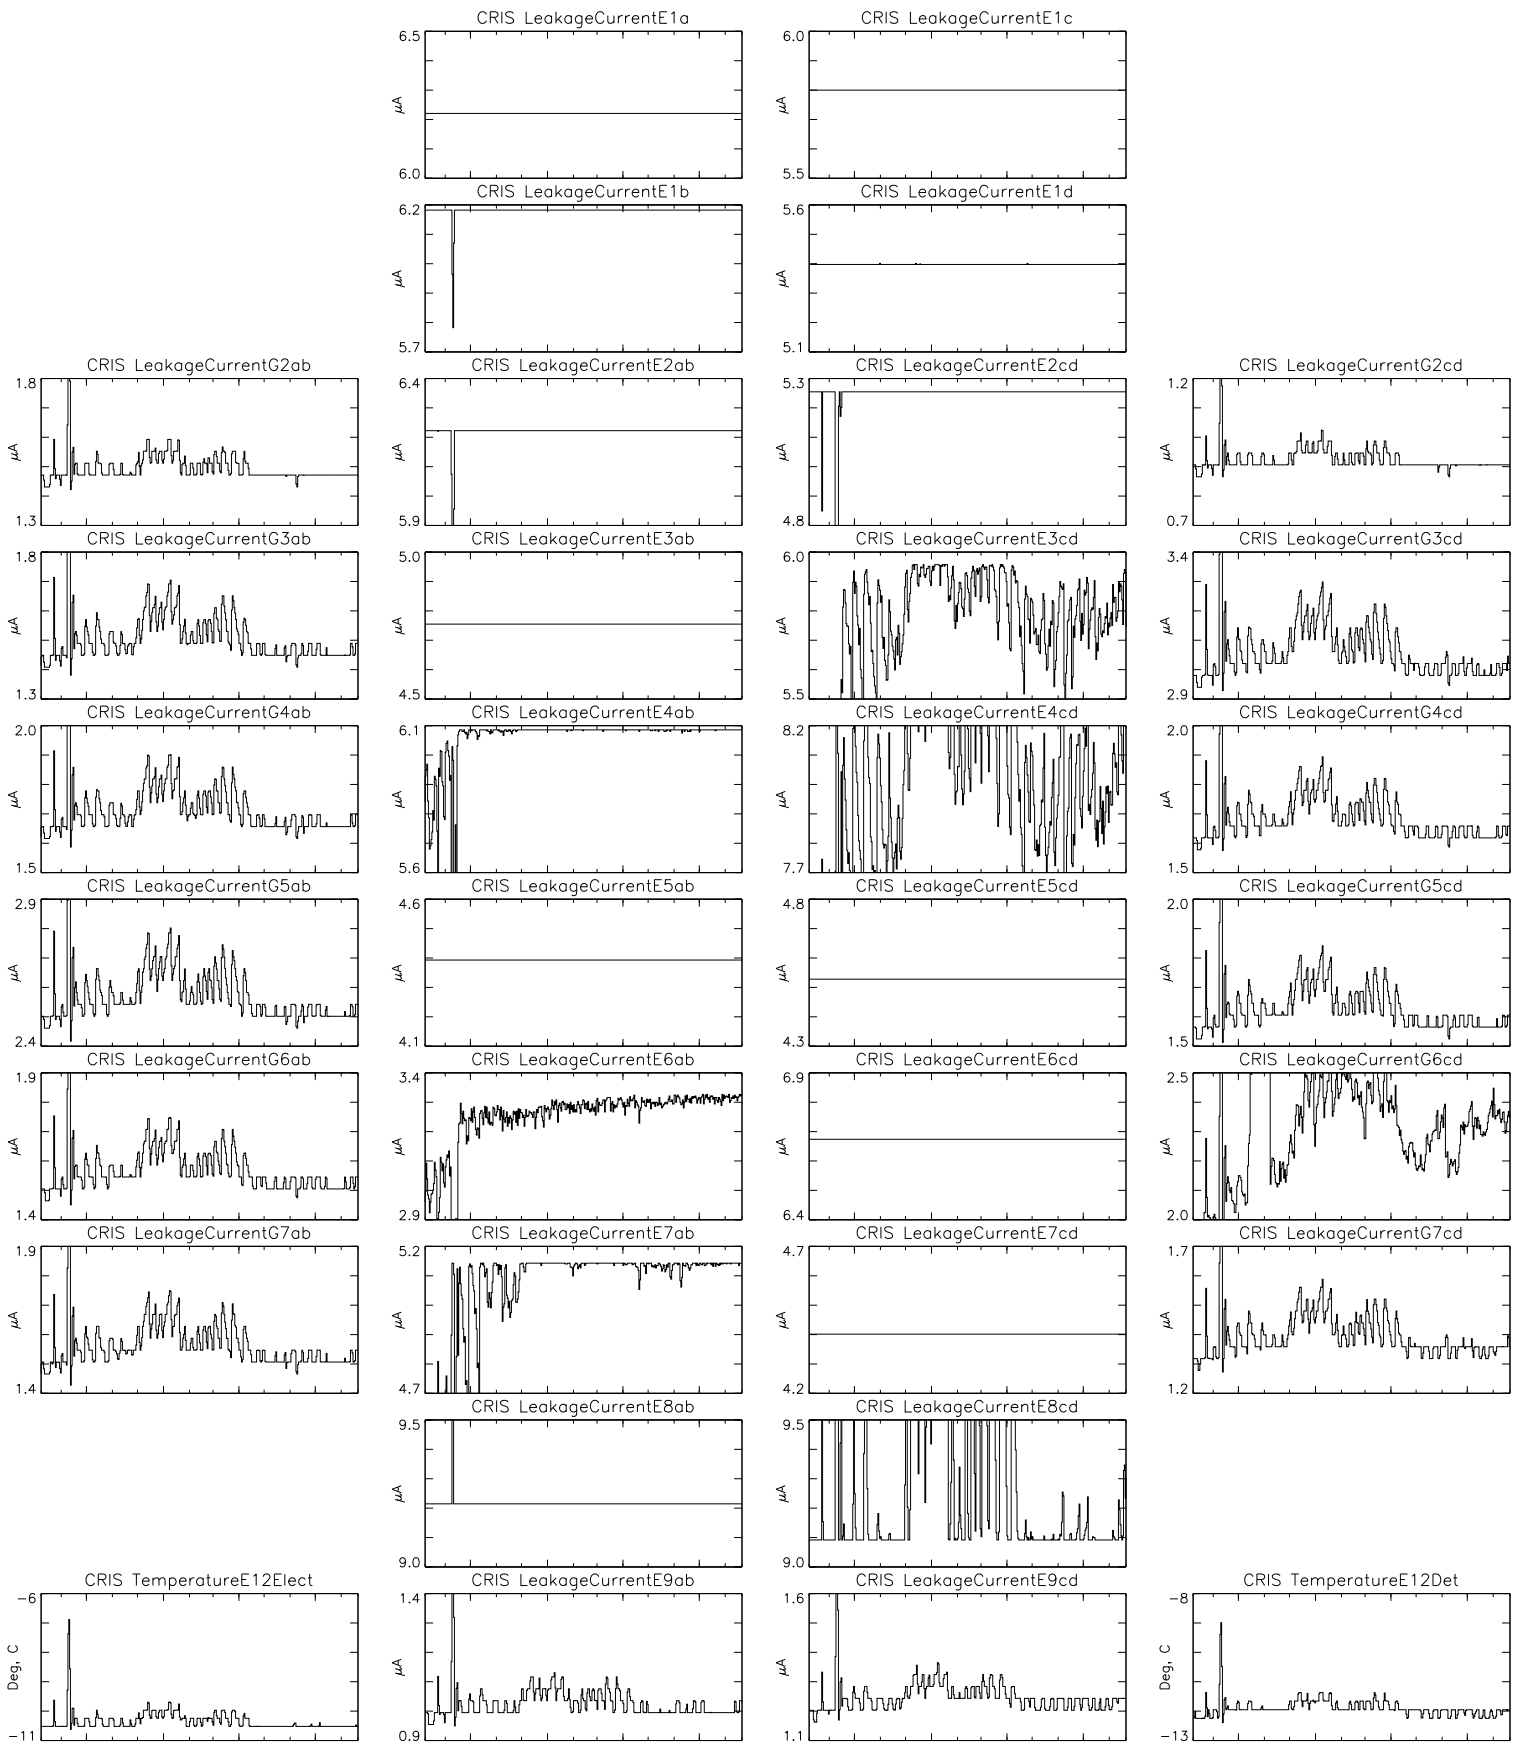 CRIS LeakageCurrentE1a
CRIS LeakageCurrentE1c
6.5
μA
6.0
6.0
μA
5.5
CRIS LeakageCurrentE1b
CRIS LeakageCurrentE1d
6.2
μA
5.7
5.6
μA
5.1
CRIS LeakageCurrentG2ab
CRIS LeakageCurrentE2ab
CRIS LeakageCurrentE2cd
CRIS LeakageCurrentG2cd
1.8
μA
1.3
6.4
μA
5.9
5.3
μA
4.8
1.2
μA
0.7
CRIS LeakageCurrentG3ab
CRIS LeakageCurrentE3ab
CRIS LeakageCurrentE3cd
CRIS LeakageCurrentG3cd
1.8
μA
1.3
5.0
μA
4.5
6.0
μA
5.5
3.4
μA
2.9
CRIS LeakageCurrentG4ab
CRIS LeakageCurrentE4ab
CRIS LeakageCurrentE4cd
CRIS LeakageCurrentG4cd
2.0
μA
1.5
6.1
μA
5.6
8.2
μA
7.7
2.0
μA
1.5
CRIS LeakageCurrentG5ab
CRIS LeakageCurrentE5ab
CRIS LeakageCurrentE5cd
CRIS LeakageCurrentG5cd
2.9
μA
2.4
4.6
μA
4.1
4.8
μA
4.3
2.0
μA
1.5
CRIS LeakageCurrentG6ab
CRIS LeakageCurrentE6ab
CRIS LeakageCurrentE6cd
CRIS LeakageCurrentG6cd
1.9
μA
1.4
3.4
μA
2.9
6.9
μA
6.4
2.5
μA
2.0
CRIS LeakageCurrentG7ab
CRIS LeakageCurrentE7ab
CRIS LeakageCurrentE7cd
CRIS LeakageCurrentG7cd
1.9
μA
1.4
5.2
μA
4.7
4.7
μA
4.2
1.7
μA
1.2
CRIS LeakageCurrentE8ab
CRIS LeakageCurrentE8cd
9.5
μA
9.0
9.5
μA
9.0
CRIS TemperatureE12Elect
CRIS LeakageCurrentE9ab
CRIS LeakageCurrentE9cd
CRIS TemperatureE12Det
-6
Deg, C
-11
1.4
μA
0.9
1.6
μA
1.1
-8
Deg, C
-13